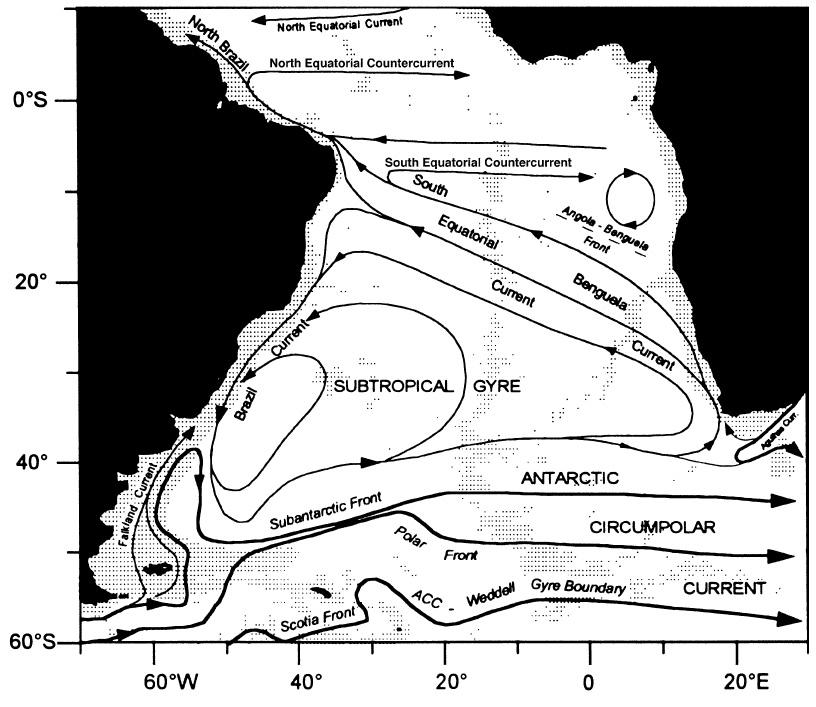 North Equatorial Current
North Brazil
North Equatorial Countercurrent
0°S
South Equatorial Countercurrent
South
Equatorial
Current
Angola - Benguela
Front
Benguela
Current
20°
Current
Brazil
SUBTROPICAL GYRE
Agulhas Curr.
40°
Falkland Current
ANTARCTIC
Subantarctic Front
CIRCUMPOLAR
Polar
Front
CURRENT
ACC - Weddell Gyre Boundary
Scotia Front
60°S
60°W 40° 20° 0 20°E